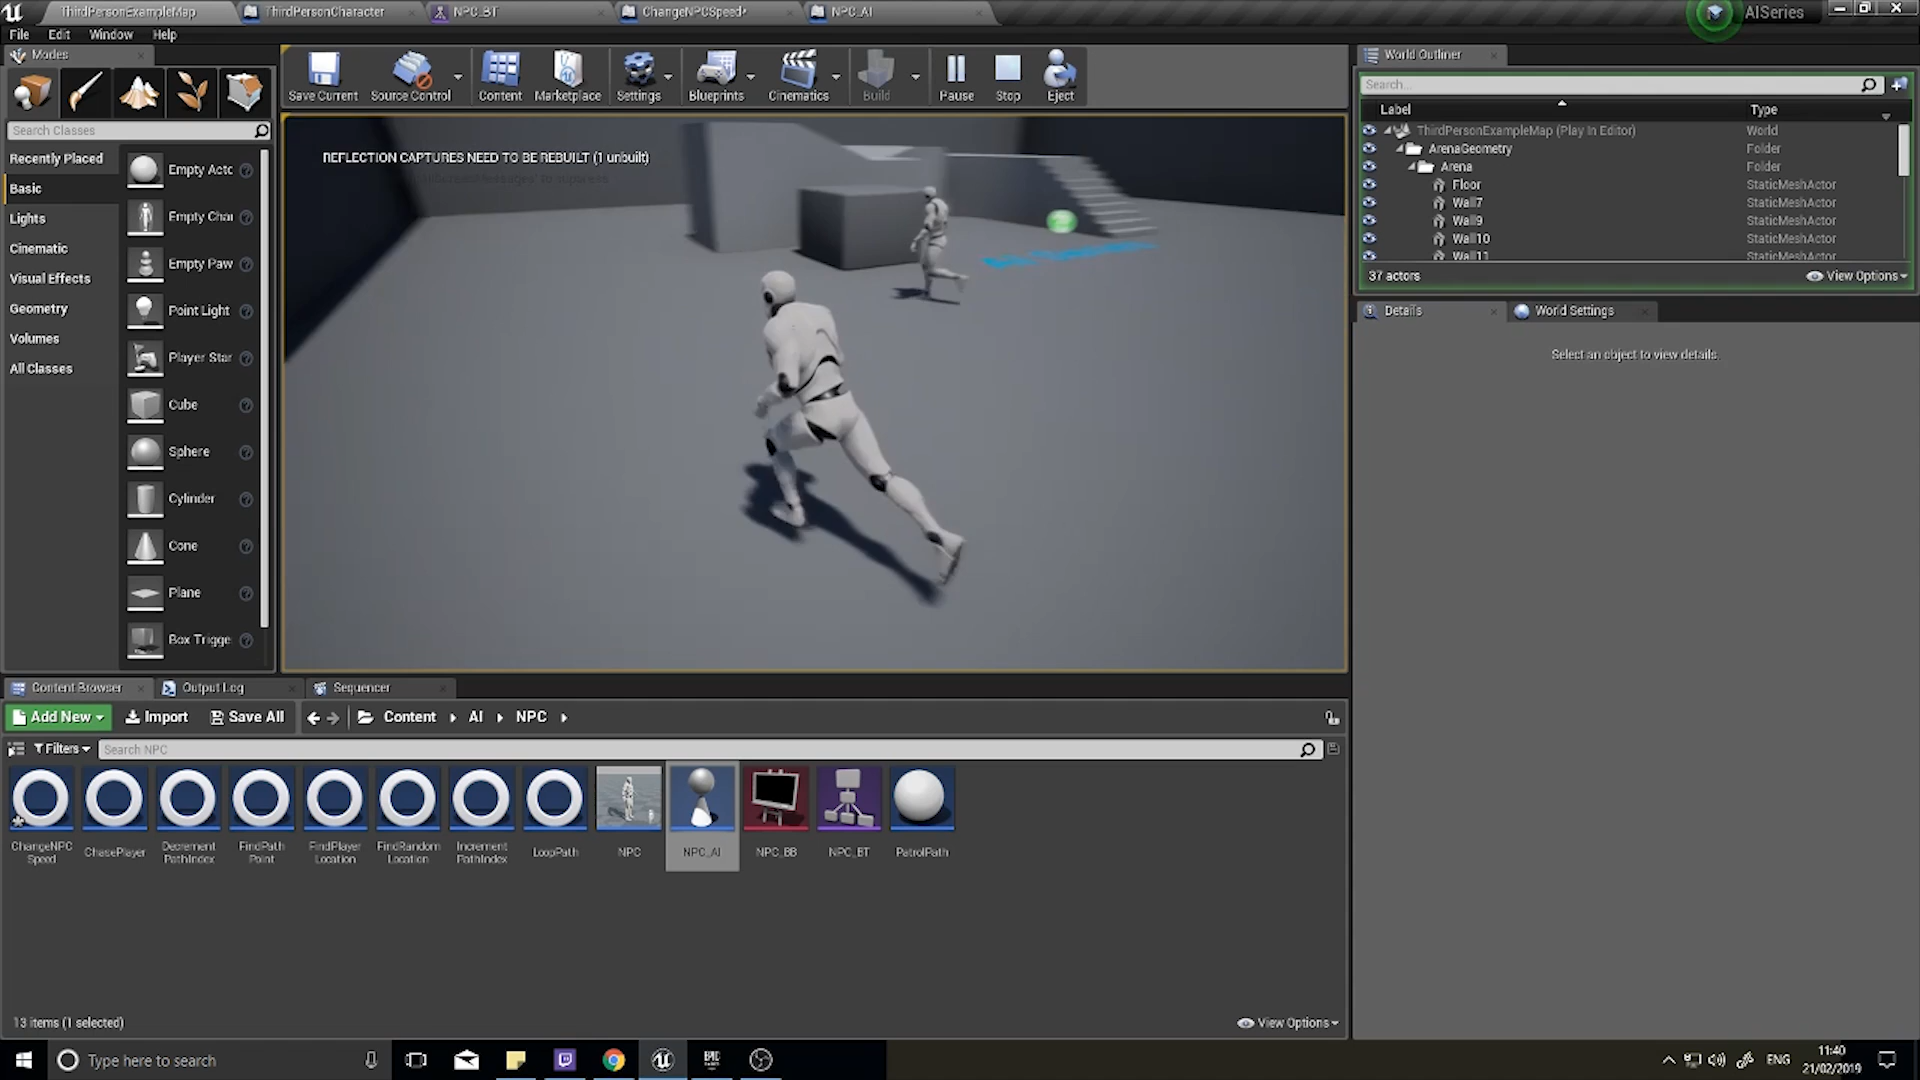 ThirdPersonExampleMap
ThirdPersonCharacter
NPC_BT
ChangeNPCSpeed*
NPC_AI
AISeries
File
Edit
Window
Help
Modes
Save Current
Source Control
Content
Marketplace
Settings
Blueprints
Cinematics
Build
Pause
Stop
Eject
Search Classes
Recently Placed
Basic
Lights
Cinematic
Visual Effects
Geometry
Volumes
All Classes
Empty Acto
Empty Char
Empty Paw
Point Light
Player Star
Cube
Sphere
Cylinder
Cone
Plane
Box Trigge
REFLECTION CAPTURES NEED TO BE REBUILT (1 unbuilt)
World Outliner
Search...
Label
Type
ThirdPersonExampleMap (Play In Editor)
World
ArenaGeometry
Folder
Arena
Folder
Floor
StaticMeshActor
Wall7
StaticMeshActor
Wall9
StaticMeshActor
Wall10
StaticMeshActor
Wall11
StaticMeshActor
37 actors
View Options
Details
World Settings
Select an object to view details.
Content Browser
Output Log
Sequencer
Add New
Import
Save All
Content
AI
NPC
Filters
Search NPC
ChangeNPC
Speed
ChasePlayer
Decrement
PathIndex
FindPath
Point
FindPlayer
Location
FindRandom
Location
Increment
PathIndex
LoopPath
NPC
NPC_AI
NPC_BB
NPC_BT
PatrolPath
13 items (1 selected)
View Options
Type here to search
EPIC
ENG
11:40
21/02/2019